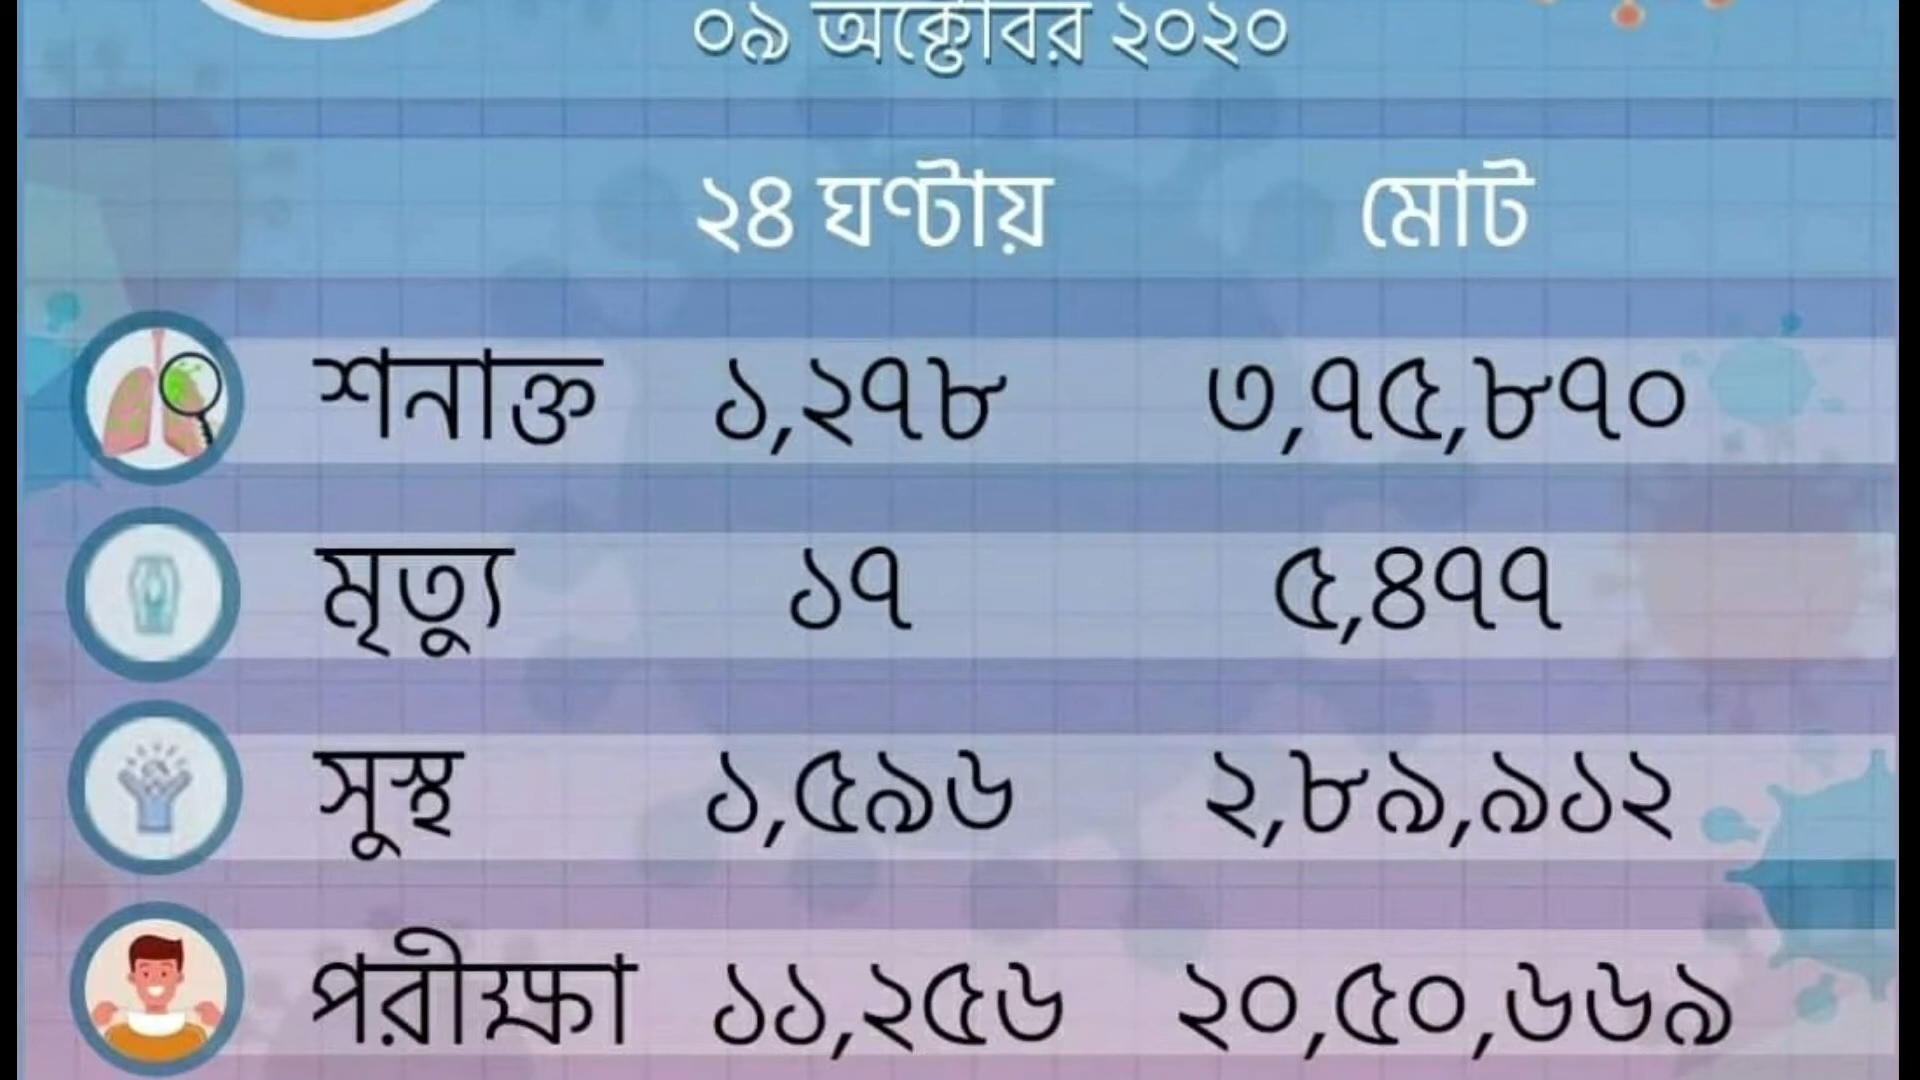 ০৯ অক্টোবর ২০২০
২৪ ঘণ্টায় মোট
শনাক্ত ১,২৭৮ ৩,৭৫,৮৭০
মৃত্যু ১৭ ৫,৪৭৭
সুস্থ ১,৫৯৬ ২,৮৯,৯১২
পরীক্ষা ১১,২৫৬ ২০,৫০,৬৬৯